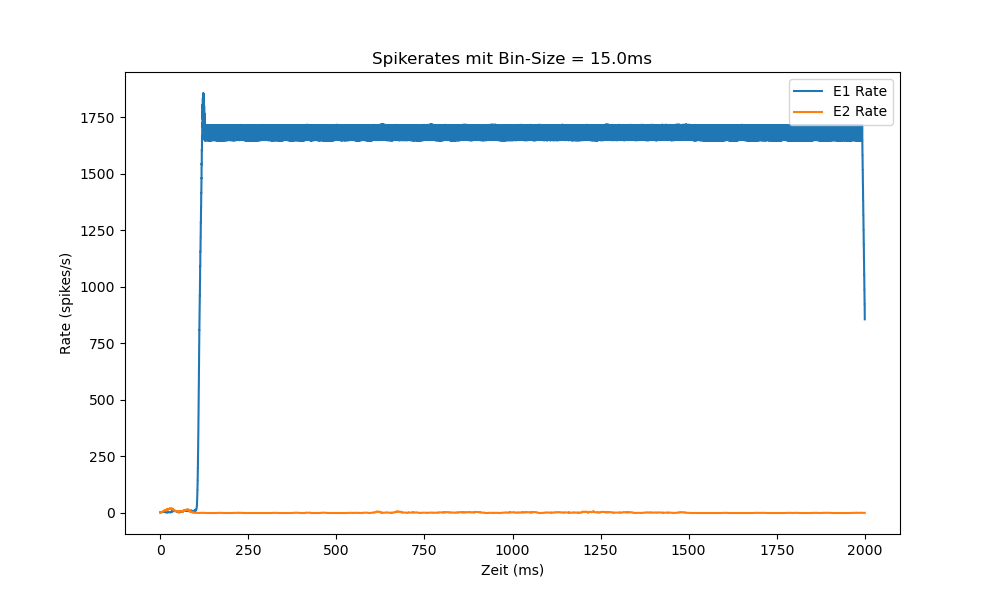 Spikerates mit Bin-Size = 15.0ms
E1 Rate
E2 Rate
1750
1500
1250
1000
750
500
250
0
Rate (spikes/s)
0 250 500 750 1000 1250 1500 1750 2000
Zeit (ms)